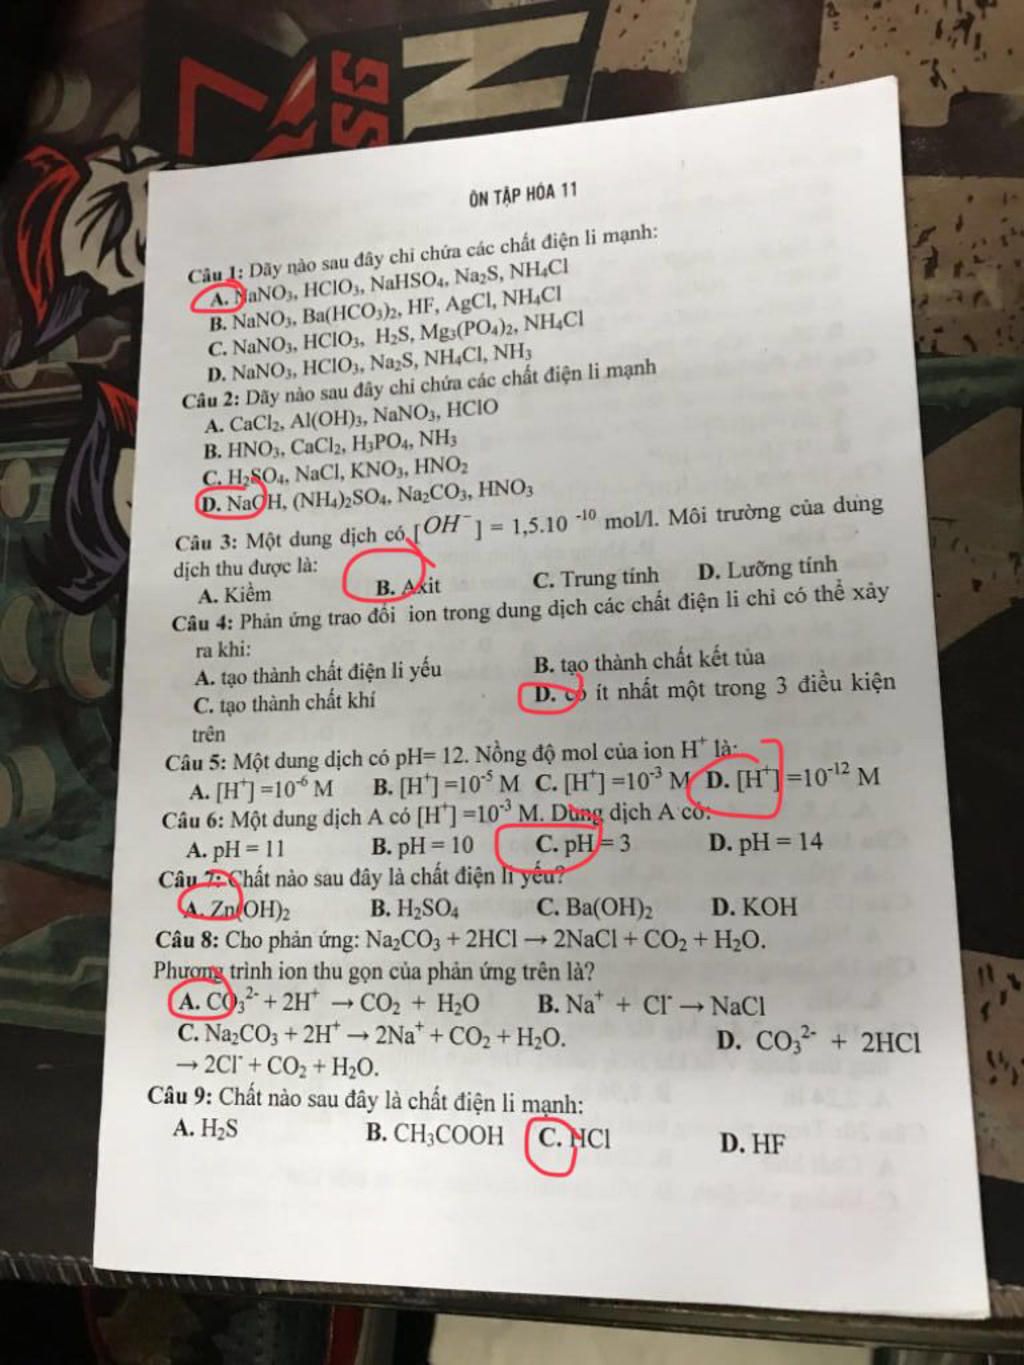 ÔN TẬP HÓA 11
Câu 1: Dãy nào sau đây chỉ chứa các chất điện li mạnh:
A. NaNO₃, HClO₃, NaHSO₄, Na₂S, NH₄Cl
B. NaNO₃, Ba(HCO₃)₂, HF, AgCl, NH₄Cl
C. NaNO₃, HClO₃, H₂S, Mg₃(PO₄)₂, NH₄Cl
D. NaNO₃, HClO₃, Na₂S, NH₄Cl, NH₃
Câu 2: Dãy nào sau đây chỉ chứa các chất điện li mạnh
A. CaCl₂, Al(OH)₃, NaNO₃, HClO
B. HNO₃, CaCl₂, H₃PO₄, NH₃
C. H₂SO₄, NaCl, KNO₃, HNO₂
D. NaOH, (NH₄)₂SO₄, Na₂CO₃, HNO₃
Câu 3: Một dung dịch có [OH⁻] = 1,5.10 ⁻¹⁰ mol/l. Môi trường của dung
dịch thu được là:
A. Kiềm B. Axit C. Trung tính D. Lưỡng tính
Câu 4: Phản ứng trao đổi ion trong dung dịch các chất điện li chỉ có thể xảy
ra khi:
A. tạo thành chất điện li yếu B. tạo thành chất kết tủa
C. tạo thành chất khí D. có ít nhất một trong 3 điều kiện
trên
Câu 5: Một dung dịch có pH= 12. Nồng độ mol của ion H⁺ là:
A. [H⁺] =10⁻⁶ M B. [H⁺] =10⁻⁵ M C. [H⁺] =10⁻³ M D. [H⁺] =10⁻¹² M
Câu 6: Một dung dịch A có [H⁺] =10⁻³ M. Dung dịch A có:
A. pH = 11 B. pH = 10 C. pH = 3 D. pH = 14
Câu 7: Chất nào sau đây là chất điện li yếu?
A. Zn(OH)₂ B. H₂SO₄ C. Ba(OH)₂ D. KOH
Câu 8: Cho phản ứng: Na₂CO₃ + 2HCl → 2NaCl + CO₂ + H₂O.
Phương trình ion thu gọn của phản ứng trên là?
A. CO₃²⁻ + 2H⁺ → CO₂ + H₂O B. Na⁺ + Cl⁻ → NaCl
C. Na₂CO₃ + 2H⁺ → 2Na⁺ + CO₂ + H₂O. D. CO₃²⁻ + 2HCl
→ 2Cl⁻ + CO₂ + H₂O.
Câu 9: Chất nào sau đây là chất điện li mạnh:
A. H₂S B. CH₃COOH C. HCl D. HF